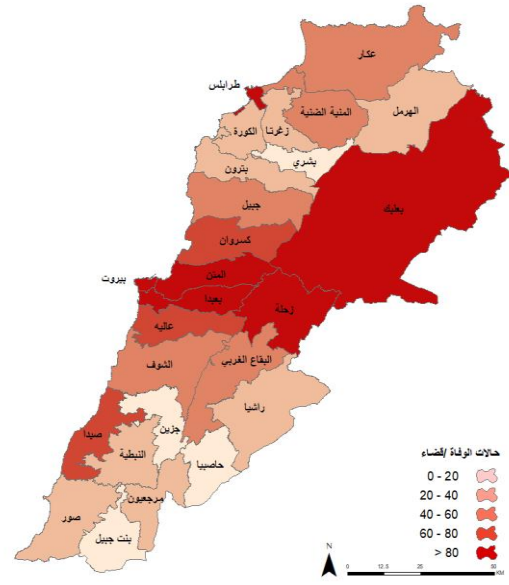 عكار
طرابلس
المنية الضنية
الهرمل
زغرتا
الكورة
بشري
بترون
بعلبك
جبيل
كسروان
المتن
بيروت
بعبدا
زحلة
عاليه
الشوف
البقاع الغربي
راشيا
صيدا
جزين
النبطية
حاصبيا
مرجعيون
صور
بنت جبيل
حالات الوفاة /قضاء
0 - 20
20 - 40
40 - 60
60 - 80
> 80
N
0 12.5 25 50
KM